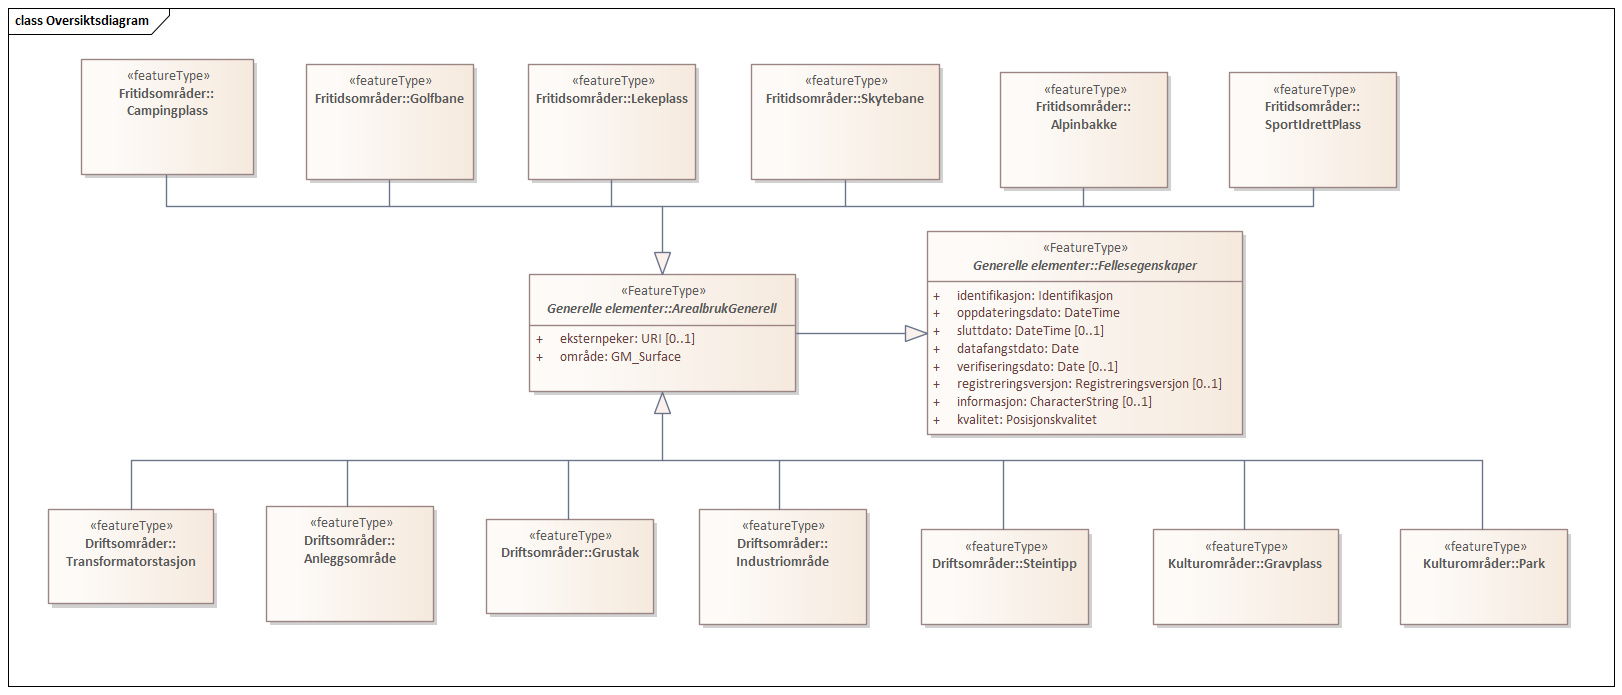 class Oversiktsdiagram
«featureType»
Fritidsområder::
Campingplass
«featureType»
Fritidsområder::Golfbane
«featureType»
Fritidsområder::Lekeplass
«featureType»
Fritidsområder::Skytebane
«featureType»
Fritidsområder::
Alpinbakke
«featureType»
Fritidsområder::
SportIdrettPlass
«FeatureType»
Generelle elementer::ArealbrukGenerell
+ eksternpeker: URI [0..1]
+ område: GM_Surface
«FeatureType»
Generelle elementer::Fellesegenskaper
+ identifikasjon: Identifikasjon
+ oppdateringsdato: DateTime
+ sluttdato: DateTime [0..1]
+ datafangstdato: Date
+ verifiseringsdato: Date [0..1]
+ registreringsversjon: Registreringsversjon [0..1]
+ informasjon: CharacterString [0..1]
+ kvalitet: Posisjonskvalitet
«featureType»
Driftsområder::
Transformatorstasjon
«featureType»
Driftsområder::
Anleggsområde
«featureType»
Driftsområder::Grustak
«featureType»
Driftsområder::
Industriområde
«featureType»
Driftsområder::Steintipp
«featureType»
Kulturområder::Gravplass
«featureType»
Kulturområder::Park